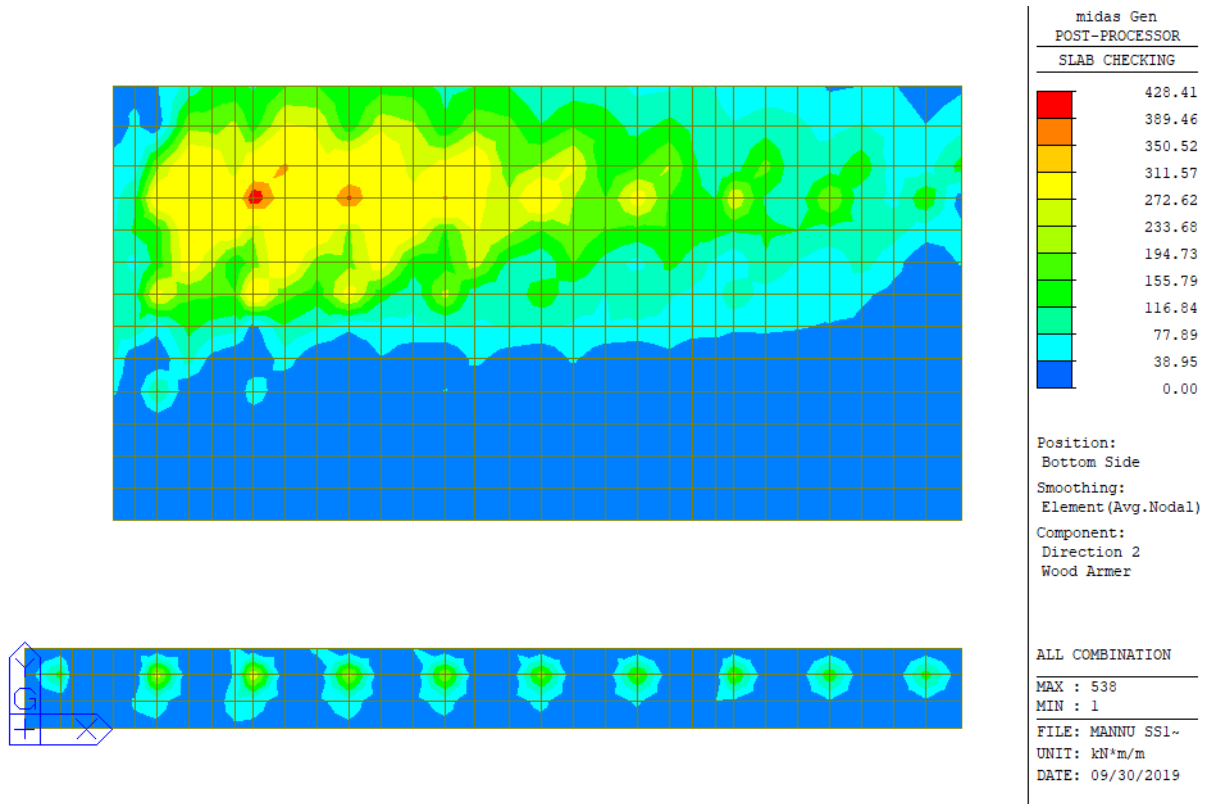 midas Gen
POST-PROCESSOR
SLAB CHECKING
428.41
389.46
350.52
311.57
272.62
233.68
194.73
155.79
116.84
77.89
38.95
0.00
Position:
Bottom Side
Smoothing:
Element(Avg.Nodal)
Component:
Direction 2
Wood Armer
ALL COMBINATION
MAX : 538
MIN : 1
FILE: MANNU SS1~
UNIT: kN*m/m
DATE: 09/30/2019
Y
G
X